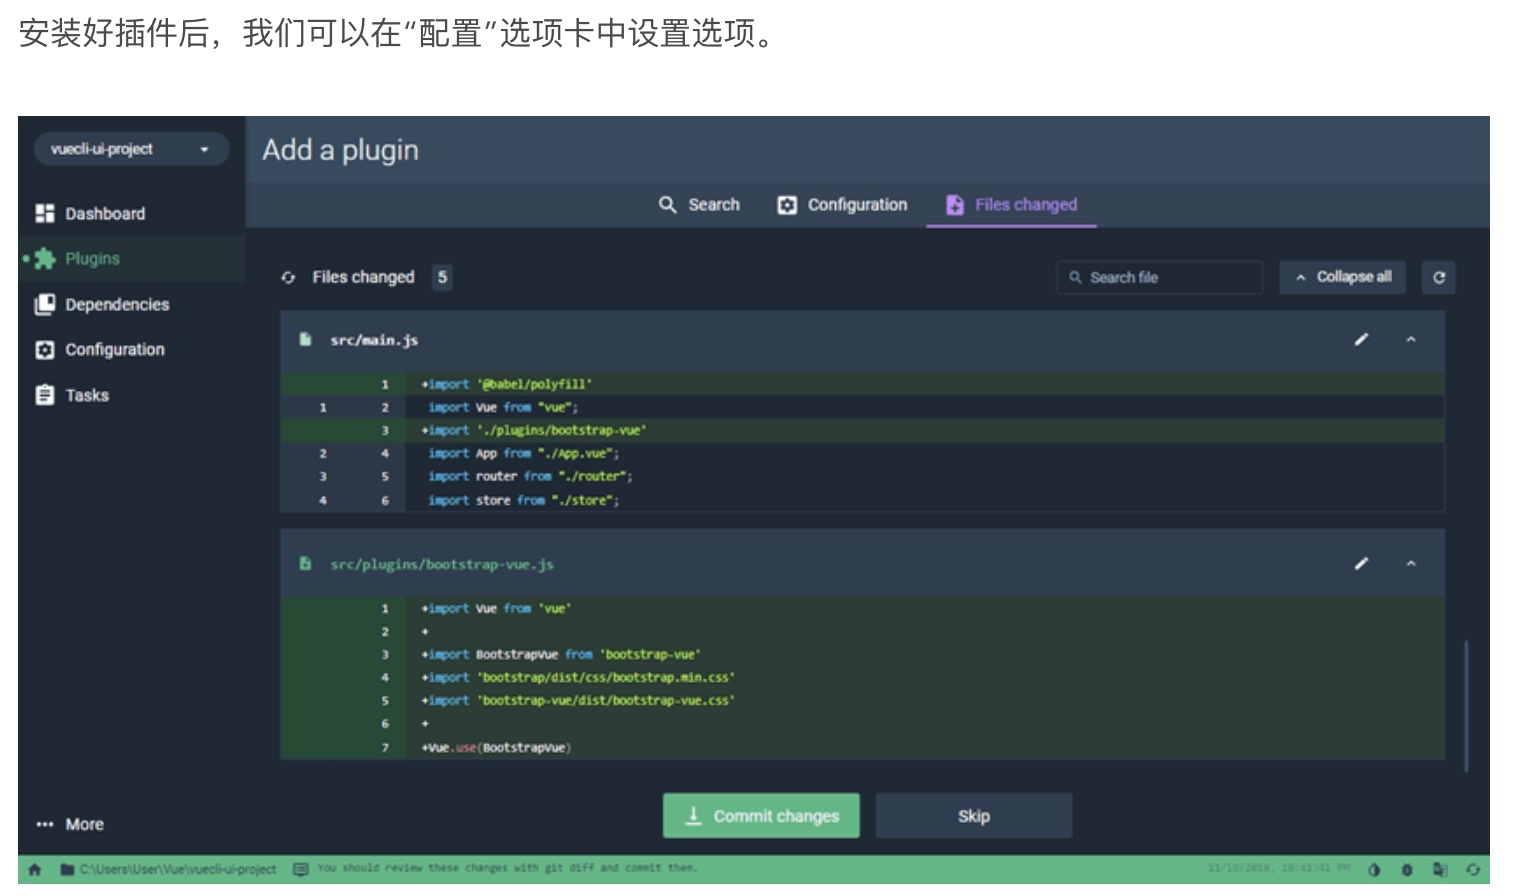 安装好插件后，我们可以在“配置”选项卡中设置选项。
vuecli-ui-project
Add a plugin
Search
Configuration
Files changed
Dashboard
Plugins
Dependencies
Configuration
Tasks
Files changed 5
Search file
Collapse all
src/main.js
1 +import '@babel/polyfill'
1 2 import Vue from "vue";
3 +import './plugins/bootstrap-vue'
2 4 import App from "./App.vue";
3 5 import router from "./router";
4 6 import store from "./store";
src/plugins/bootstrap-vue.js
1 +import Vue from 'vue'
2 +
3 +import BootstrapVue from 'bootstrap-vue'
4 +import 'bootstrap/dist/css/bootstrap.min.css'
5 +import 'bootstrap-vue/dist/bootstrap-vue.css'
6 +
7 +Vue.use(BootstrapVue)
Commit changes
Skip
More
C:\Users\User\Vue\vuecli-ui-project
You should review these changes with git diff and commit them.